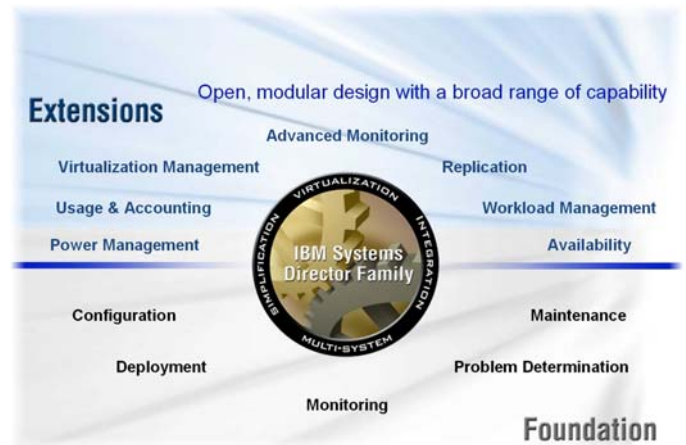 Open, modular design with a broad range of capability
Extensions
Advanced Monitoring
Virtualization Management
Replication
Usage & Accounting
Workload Management
Power Management
Availability
SIMPLIFICATION
VIRTUALIZATION
INTEGRATION
MULTI-SYSTEM
IBM Systems
Director Family
Configuration
Maintenance
Deployment
Problem Determination
Monitoring
Foundation